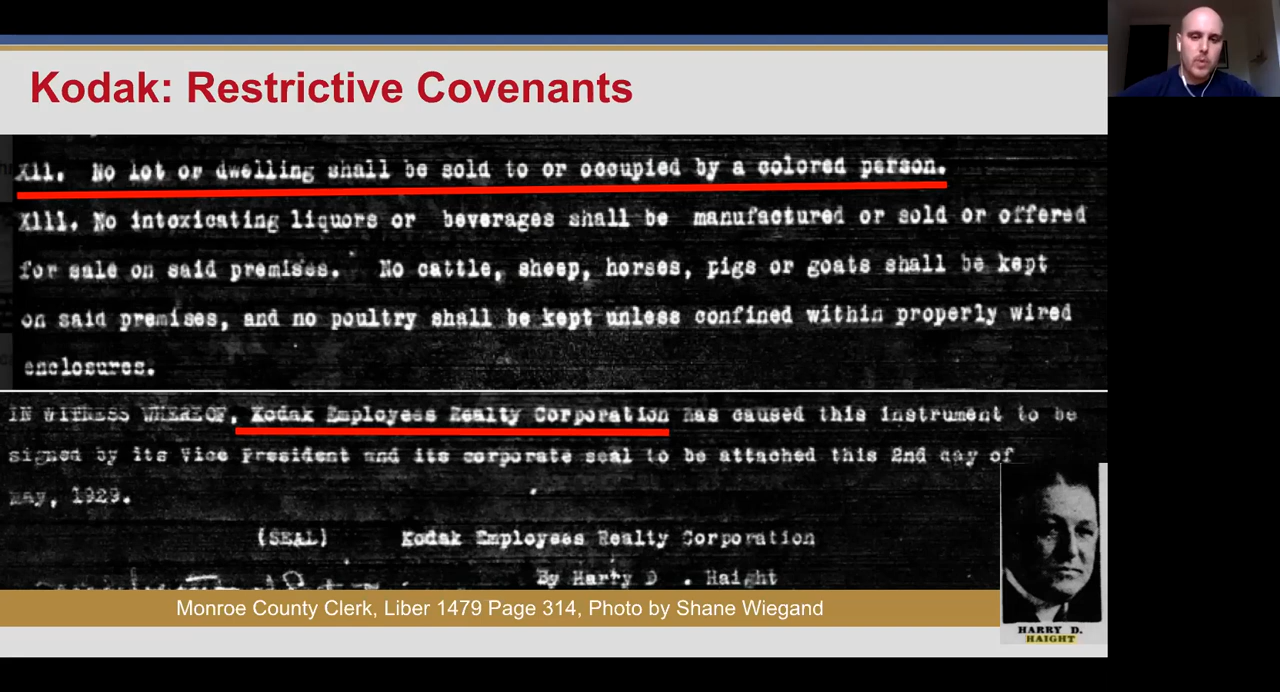 Kodak: Restrictive Covenants
X11. No lot or dwelling shall be sold to or occupied by a colored person.
X111. No intoxicating liquors or beverages shall be manufactured or sold or offered
for sale on said premises. No cattle, sheep, horses, pigs or goats shall be kept
on said premises, and no poultry shall be kept unless confined within properly wired
enclosures.
IN WITNESS WHEREOF, Kodak Employees Realty Corporation has caused this instrument to be
signed by its Vice President and its corporate seal to be attached this 2nd day of
May, 1929.
(SEAL) Kodak Employees Realty Corporation
By Harry D . Haight
Monroe County Clerk, Liber 1479 Page 314, Photo by Shane Wiegand
HARRY D.
HAIGHT